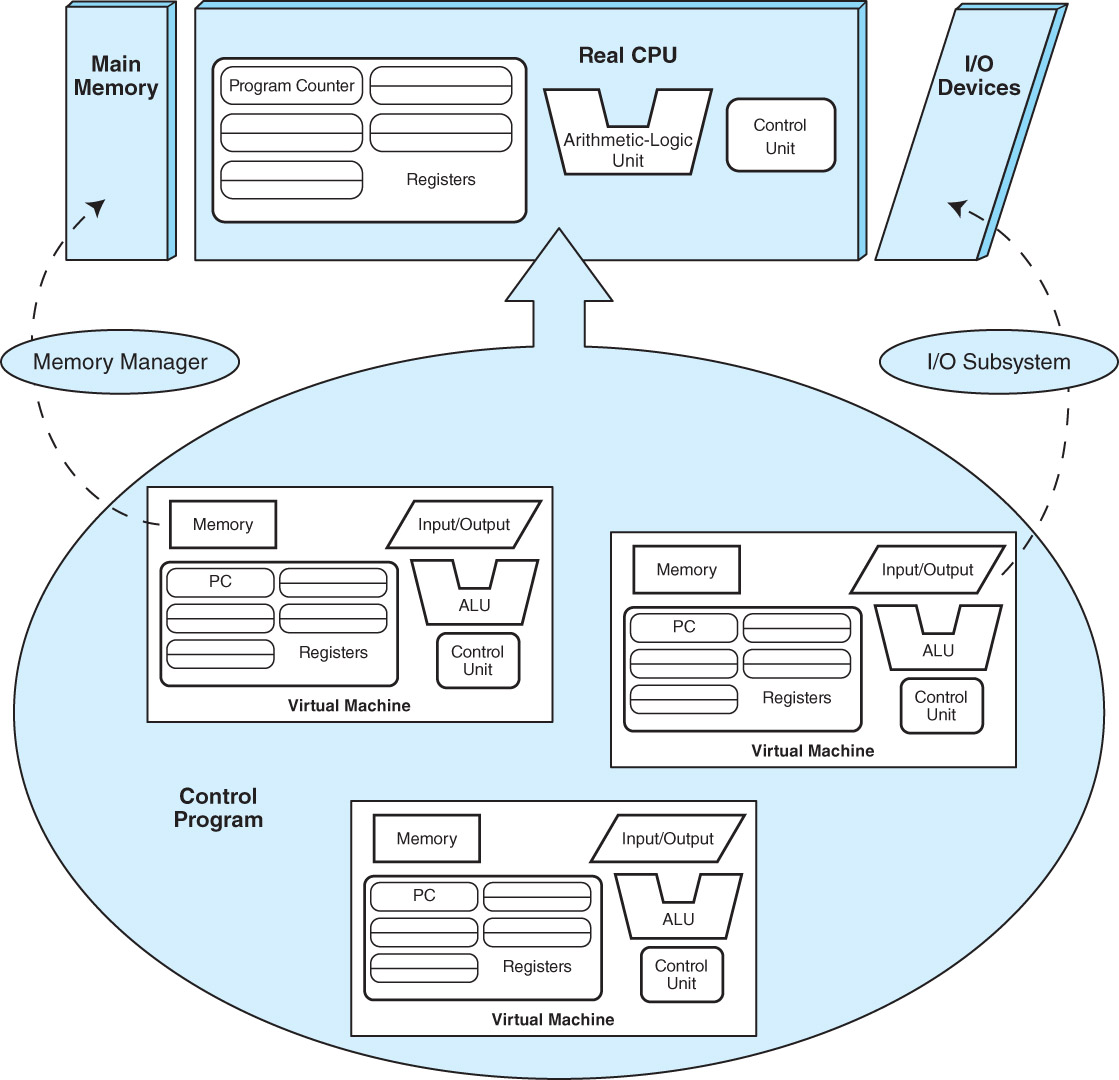 Main
Memory
Real CPU
I/O
Devices
Program Counter
Registers
Arithmetic-Logic
Unit
Control
Unit
Memory Manager
I/O Subsystem
Memory
Input/Output
PC
ALU
Registers
Control
Unit
Virtual Machine
Memory
Input/Output
PC
ALU
Registers
Control
Unit
Virtual Machine
Control
Program
Memory
Input/Output
PC
ALU
Registers
Control
Unit
Virtual Machine